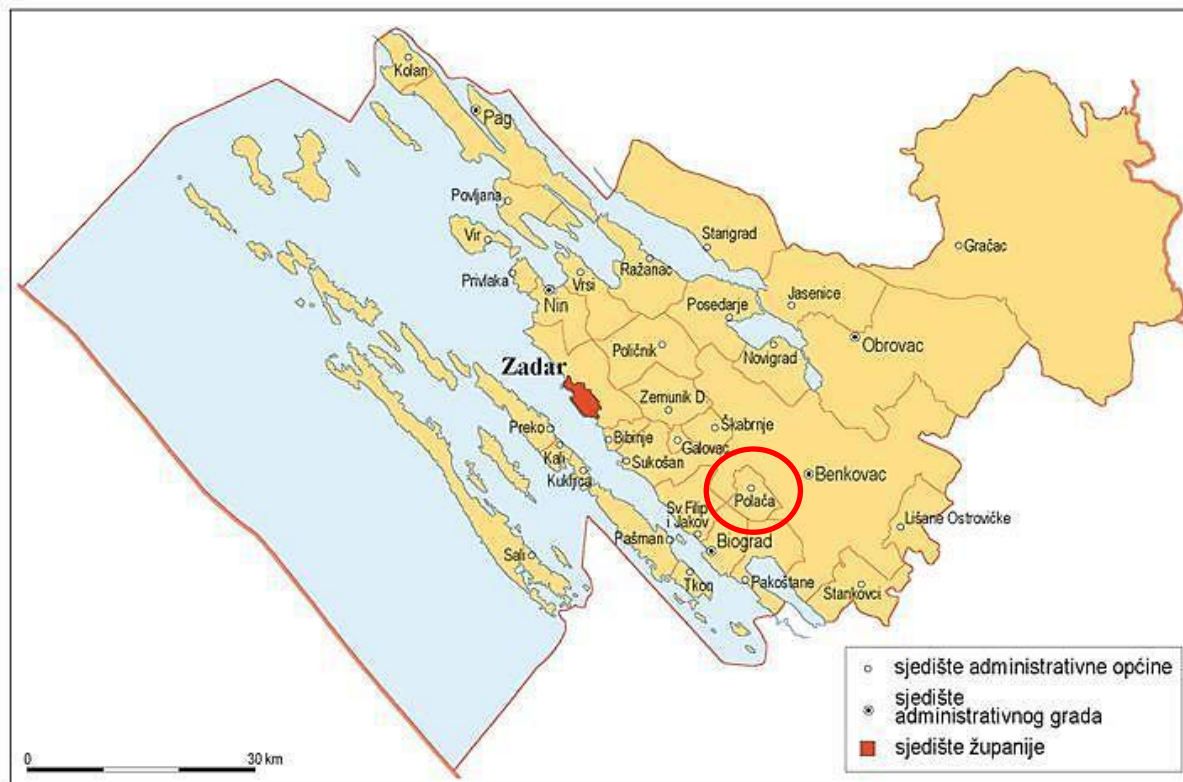 Kolan
Pag
Povljana
Vir
Privlaka
Nin
Vrsi
Ražanac
Starigrad
Gračac
Jasenice
Posedarje
Obrovac
Novigrad
Poličnik
Zadar
Zemunik D.
Škabrnje
Preko
Bibinje
Galovac
Kali
Sukošan
Kukljica
Benkovac
Polača
Sv. Filip
i Jakov
Lišane Ostrovičke
Pašman
Biograd
Sali
Tkon
Pakoštane
Stankovci
sjedište administrativne općine
sjedište
administrativnog grada
sjedište županije
0
30 km